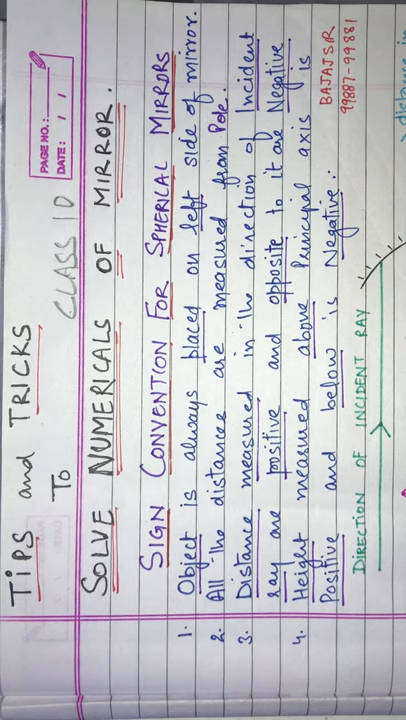 TIPS and TRICKS
To CLASS 10
PAGE NO.:
DATE: / /
SOLVE NUMERICALS OF MIRROR.
SIGN CONVENTION FOR SPHERICAL MIRRORS
1. Object is always placed on left side of mirror.
2. All the distances are measured from Pole.
3. Distance measured in the direction of Incident
ray are positive and opposite to it are Negative
4. Height measured above Principal axis is
Positive and below is Negative.
BAJAJ SIR
99887-99881
DIRECTION OF INCIDENT RAY
distance in